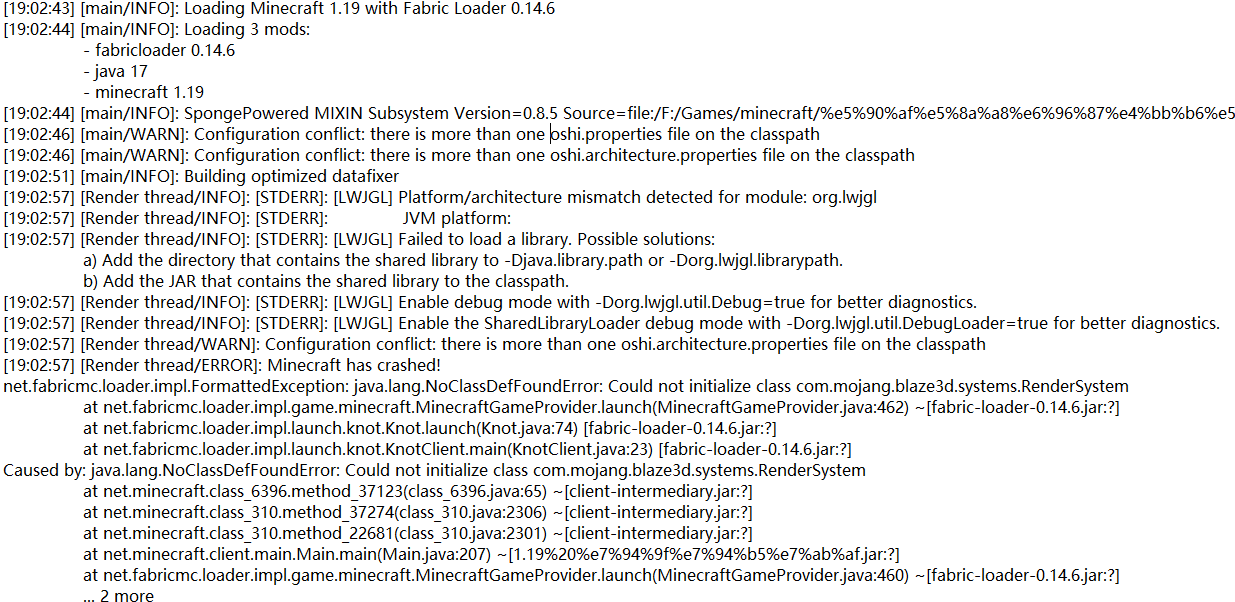 [19:02:43] [main/INFO]: Loading Minecraft 1.19 with Fabric Loader 0.14.6
[19:02:44] [main/INFO]: Loading 3 mods:
- fabricloader 0.14.6
- java 17
- minecraft 1.19
[19:02:44] [main/INFO]: SpongePowered MIXIN Subsystem Version=0.8.5 Source=file:/F:/Games/minecraft/%e5%90%af%e5%8a%a8%e6%96%87%e4%bb%b6%e5
[19:02:46] [main/WARN]: Configuration conflict: there is more than one oshi.properties file on the classpath
[19:02:46] [main/WARN]: Configuration conflict: there is more than one oshi.architecture.properties file on the classpath
[19:02:51] [main/INFO]: Building optimized datafixer
[19:02:57] [Render thread/INFO]: [STDERR]: [LWJGL] Platform/architecture mismatch detected for module: org.lwjgl
[19:02:57] [Render thread/INFO]: [STDERR]: JVM platform:
[19:02:57] [Render thread/INFO]: [STDERR]: [LWJGL] Failed to load a library. Possible solutions:
a) Add the directory that contains the shared library to -Djava.library.path or -Dorg.lwjgl.librarypath.
b) Add the JAR that contains the shared library to the classpath.
[19:02:57] [Render thread/INFO]: [STDERR]: [LWJGL] Enable debug mode with -Dorg.lwjgl.util.Debug=true for better diagnostics.
[19:02:57] [Render thread/INFO]: [STDERR]: [LWJGL] Enable the SharedLibraryLoader debug mode with -Dorg.lwjgl.util.DebugLoader=true for better diagnostics.
[19:02:57] [Render thread/WARN]: Configuration conflict: there is more than one oshi.architecture.properties file on the classpath
[19:02:57] [Render thread/ERROR]: Minecraft has crashed!
net.fabricmc.loader.impl.FormattedException: java.lang.NoClassDefFoundError: Could not initialize class com.mojang.blaze3d.systems.RenderSystem
at net.fabricmc.loader.impl.game.minecraft.MinecraftGameProvider.launch(MinecraftGameProvider.java:462) ~[fabric-loader-0.14.6.jar:?]
at net.fabricmc.loader.impl.launch.knot.Knot.launch(Knot.java:74) [fabric-loader-0.14.6.jar:?]
at net.fabricmc.loader.impl.launch.knot.KnotClient.main(KnotClient.java:23) [fabric-loader-0.14.6.jar:?]
Caused by: java.lang.NoClassDefFoundError: Could not initialize class com.mojang.blaze3d.systems.RenderSystem
at net.minecraft.class_6396.method_37123(class_6396.java:65) ~[client-intermediary.jar:?]
at net.minecraft.class_310.method_37274(class_310.java:2306) ~[client-intermediary.jar:?]
at net.minecraft.class_310.method_22681(class_310.java:2301) ~[client-intermediary.jar:?]
at net.minecraft.client.main.Main.main(Main.java:207) ~[1.19%20%e7%94%9f%e7%94%b5%e7%ab%af.jar:?]
at net.fabricmc.loader.impl.game.minecraft.MinecraftGameProvider.launch(MinecraftGameProvider.java:460) ~[fabric-loader-0.14.6.jar:?]
... 2 more